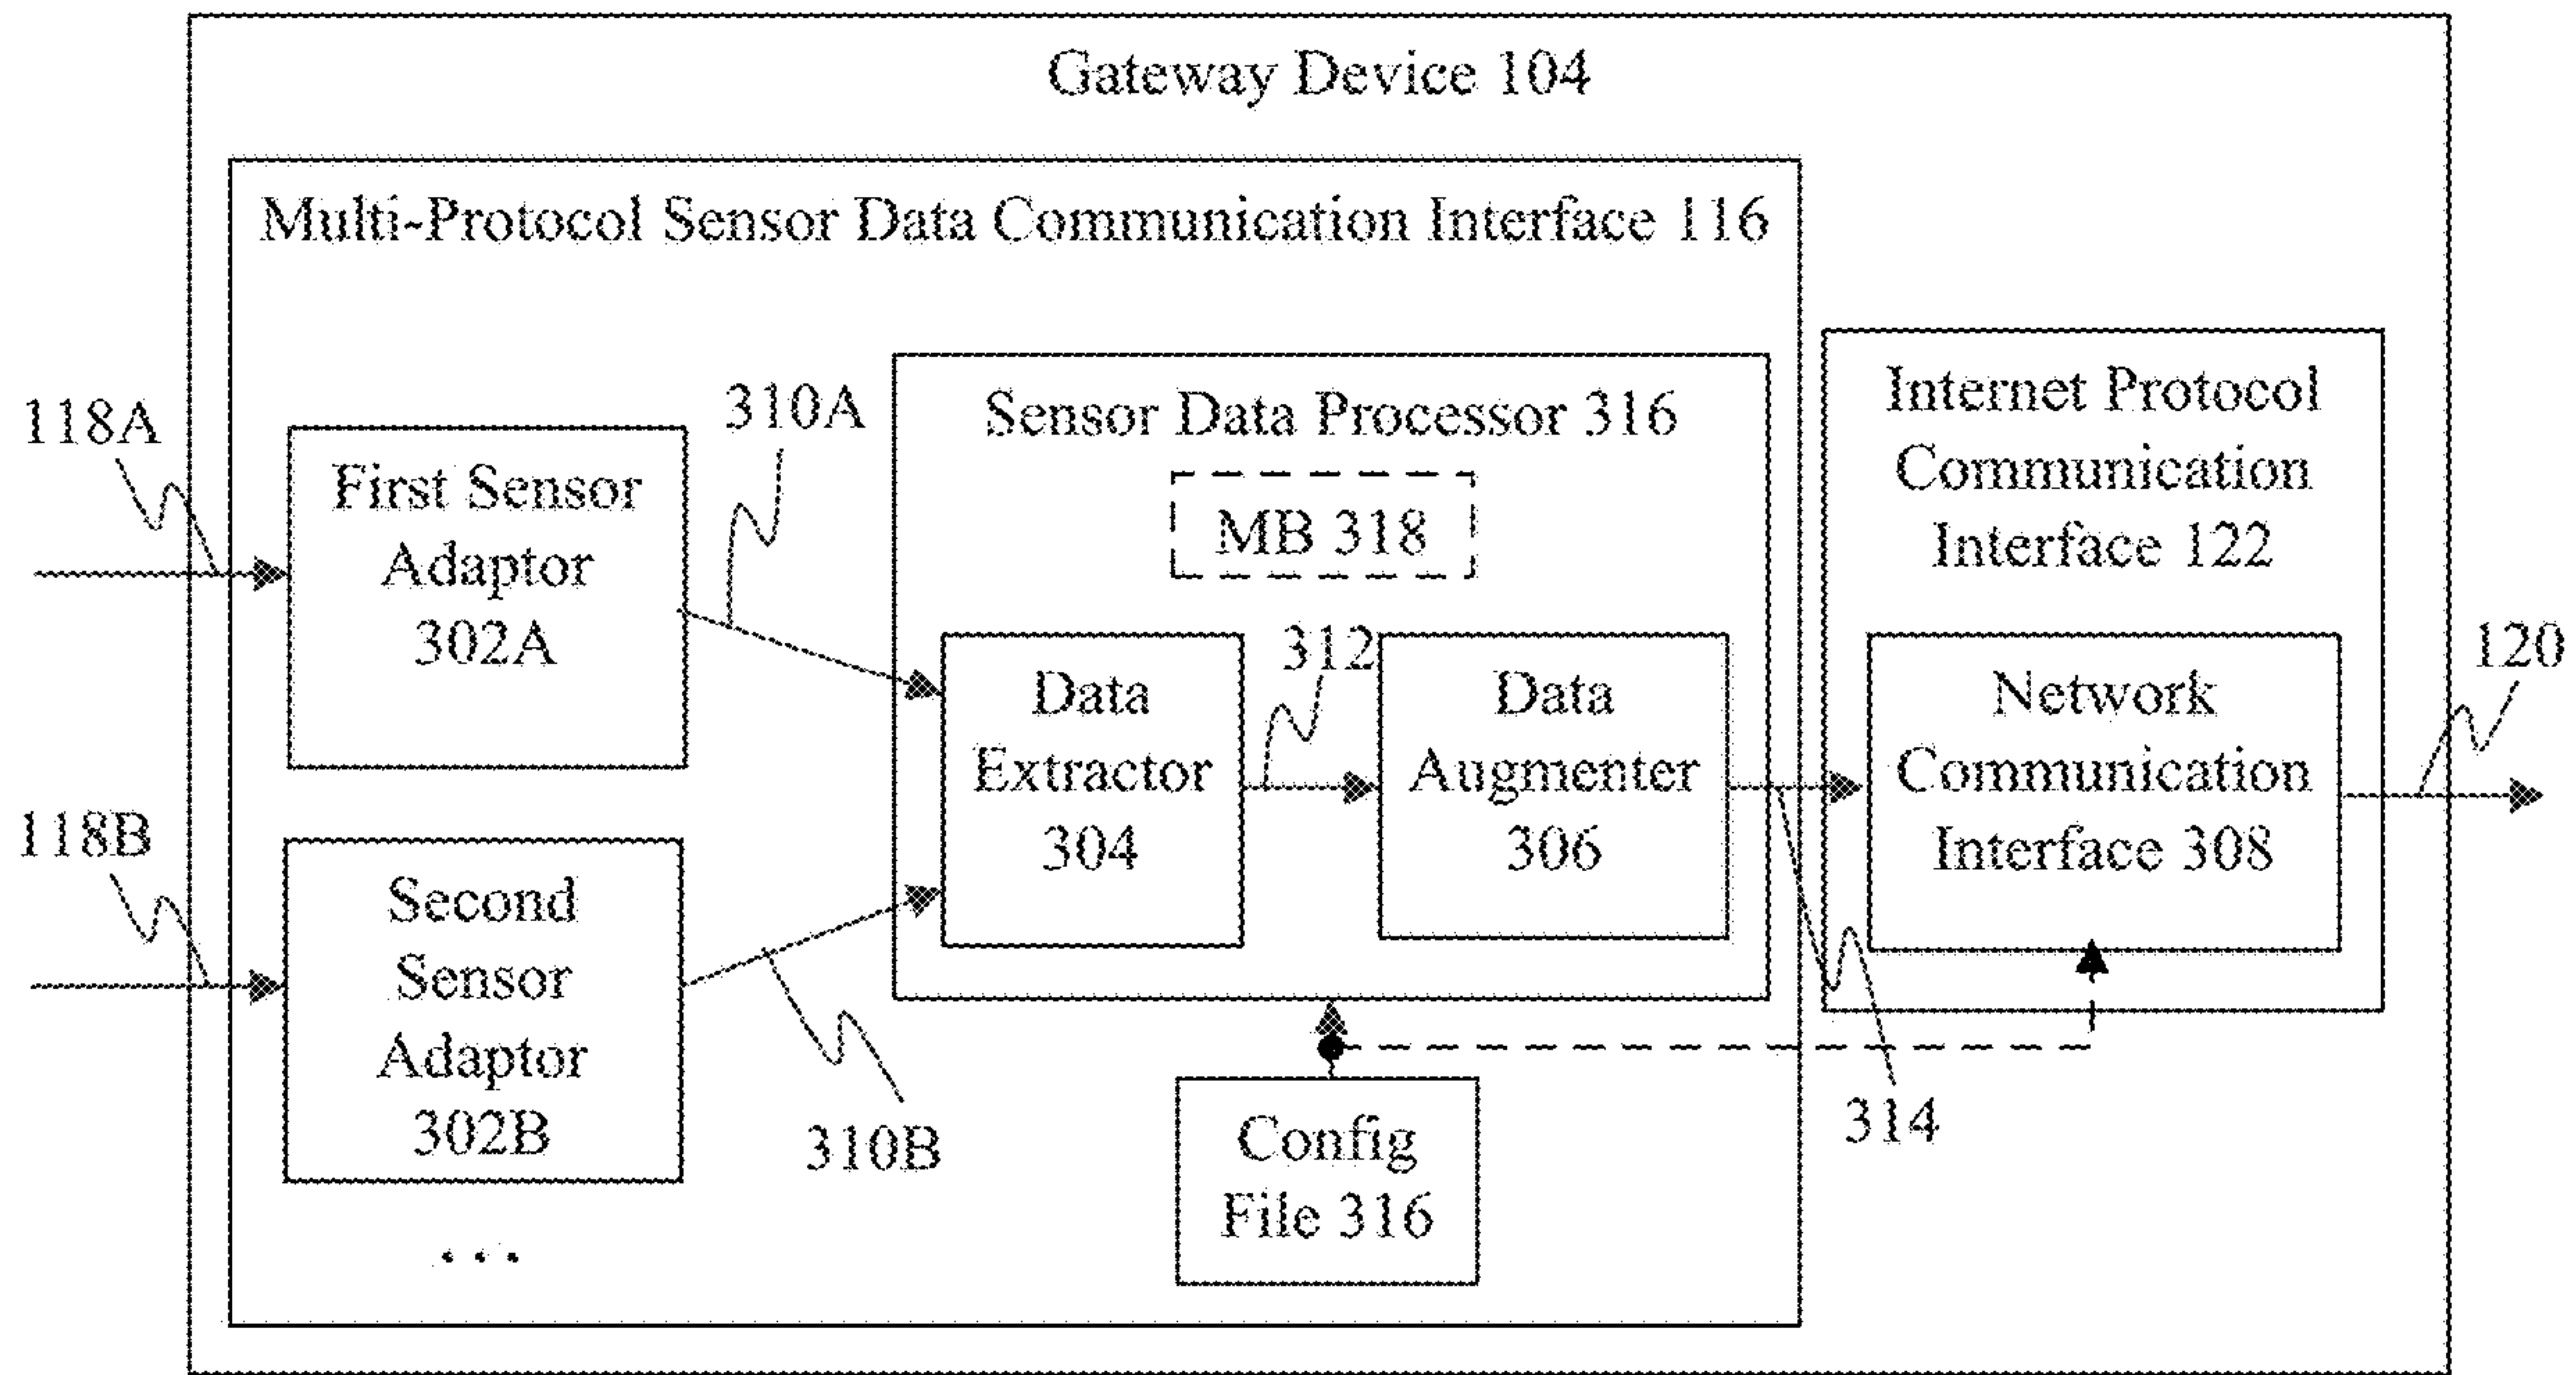 Gateway Device 104
Multi-Protocol Sensor Data Communication Interface 116
118A
First Sensor
Adaptor
302A
310A
118B
Second
Sensor
Adaptor
302B
310B
...
Sensor Data Processor 316
MB 318
Data
Extractor
304
312
Data
Augmenter
306
Config
File 316
314
Internet Protocol
Communication
Interface 122
Network
Communication
Interface 308
120